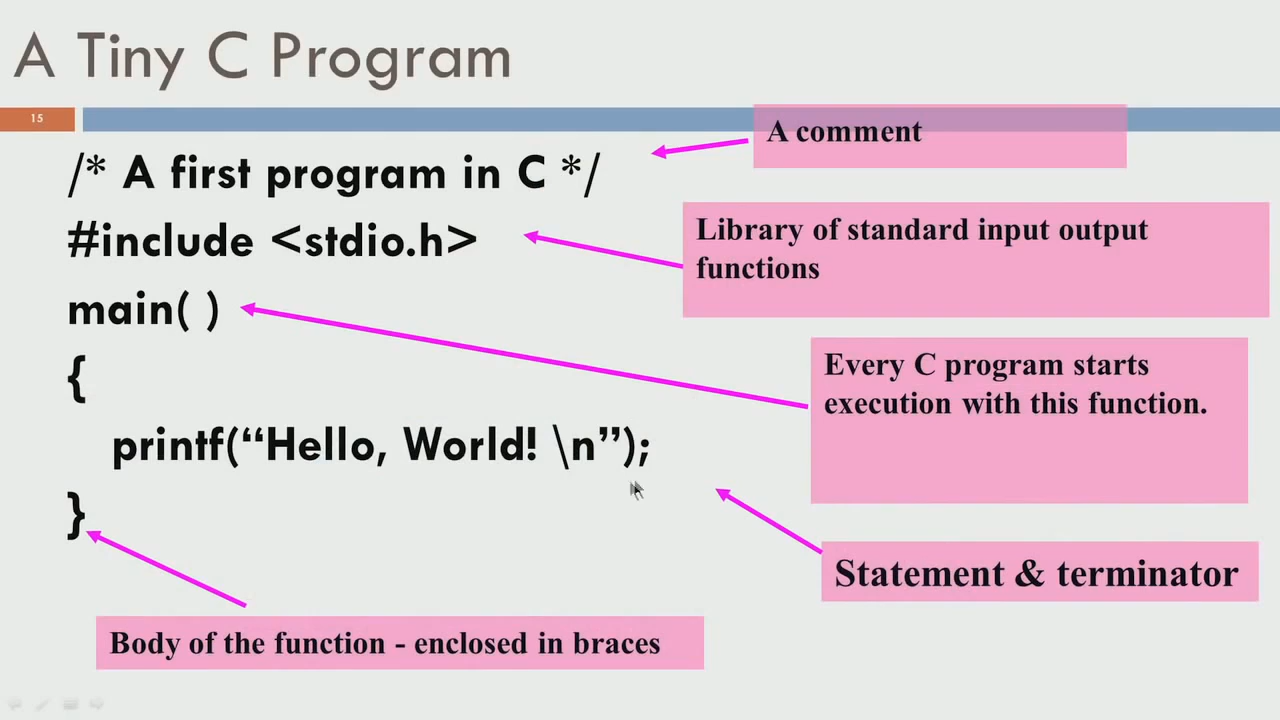 A Tiny C Program
15
/* A first program in C */
A comment
#include <stdio.h>
Library of standard input output
functions
main( )
Every C program starts
execution with this function.
{
printf(“Hello, World! \n”);
Statement & terminator
}
Body of the function - enclosed in braces